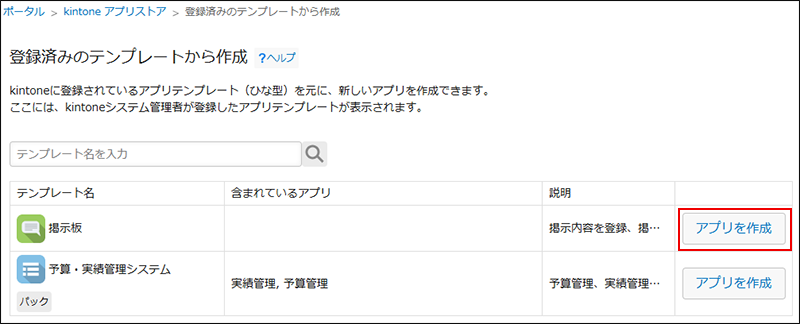 ポータル > kintone アプリストア > 登録済みのテンプレートから作成
登録済みのテンプレートから作成 ?ヘルプ
kintoneに登録されているアプリテンプレート（ひな型）を元に、新しいアプリを作成できます。
ここには、kintoneシステム管理者が登録したアプリテンプレートが表示されます。
テンプレート名を入力
テンプレート名 含まれているアプリ 説明
掲示板 掲示内容を登録、掲… アプリを作成
予算・実績管理システム
パック 実績管理, 予算管理 予算管理、実績管理… アプリを作成